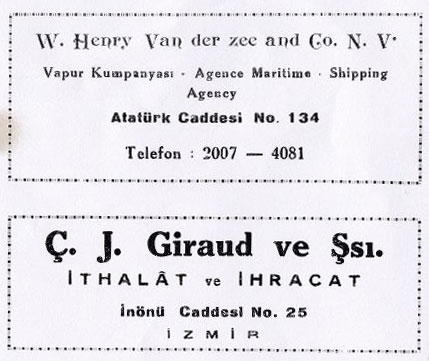 W. Henry Van der zee and Co. N. V.
Vapur Kumpanyası · Agence Maritime · Shipping
Agency
Atatürk Caddesi No. 134
Telefon : 2007 — 4081
Ç. J. Giraud ve Şsı.
İTHALÂT ve İHRACAT
İnönü Caddesi No. 25
İZMİR